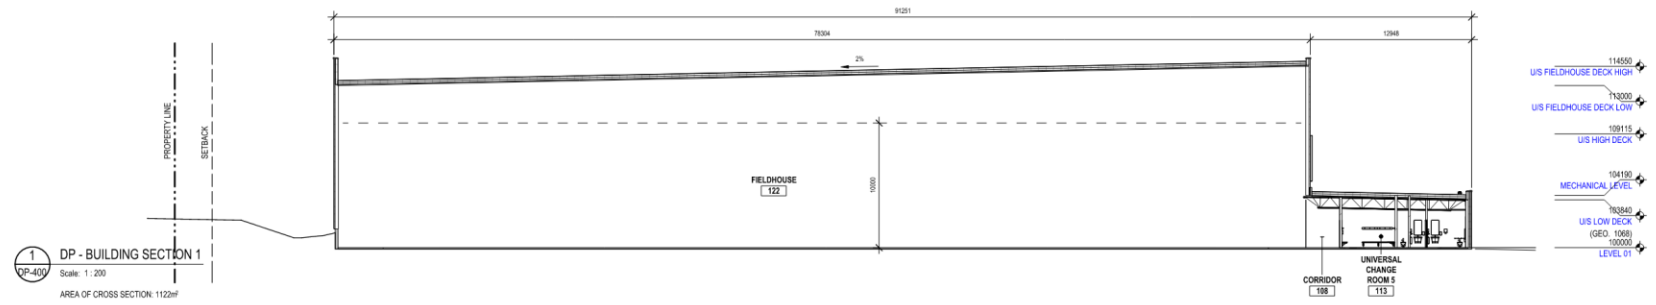 91251
78304
12948
2%
114550
U/S FIELDHOUSE DECK HIGH
113000
U/S FIELDHOUSE DECK LOW
109115
U/S HIGH DECK
104190
MECHANICAL LEVEL
103840
U/S LOW DECK
(GEO. 1068)
100000
LEVEL 01
PROPERTY LINE
SETBACK
FIELDHOUSE
122
10000
1
DP-400
DP - BUILDING SECTION 1
Scale: 1 : 200
AREA OF CROSS SECTION: 1122m²
CORRIDOR
108
UNIVERSAL
CHANGE
ROOM 5
113